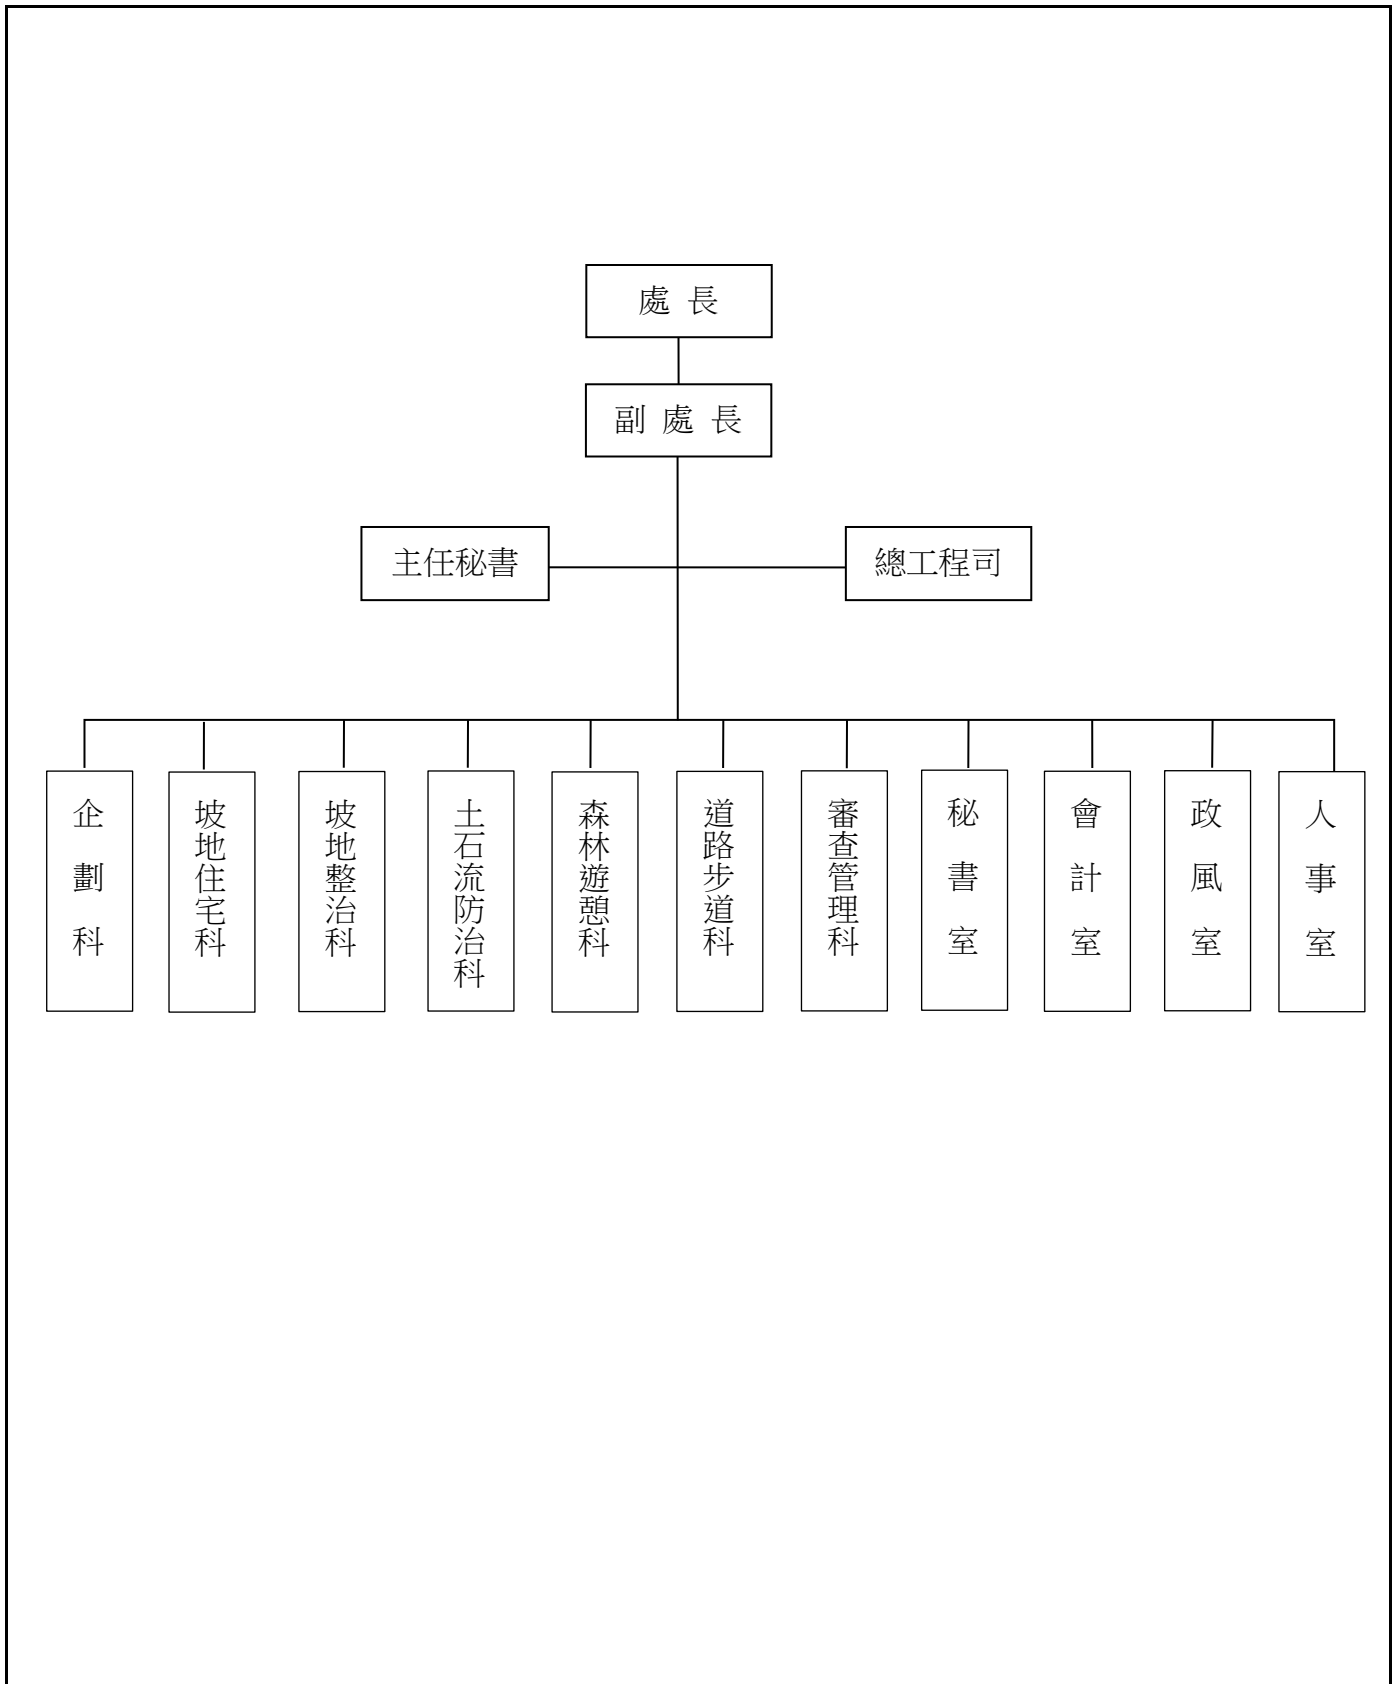 處 長
副 處 長
主任秘書
總工程司
企劃科
坡地住宅科
坡地整治科
土石流防治科
森林遊憩科
道路步道科
審查管理科
秘書室
會計室
政風室
人事室